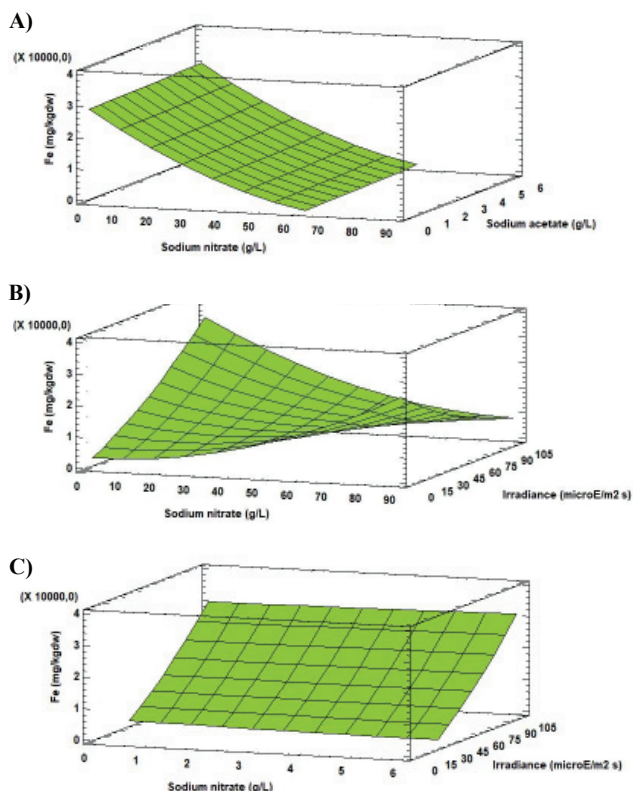 A)
(X 10000,0)
4
3
2
1
0
Fe (mg/kgdw)
0 10 20 30 40 50 60 70 80 90
Sodium nitrate (g/L)
0 1 2 3 4 5 6
Sodium acetate (g/L)
B)
(X 10000,0)
4
3
2
1
0
Fe (mg/kgdw)
0 10 20 30 40 50 60 70 80 90
Sodium nitrate (g/L)
0 15 30 45 60 75 90 105
Irradiance (microE/m2 s)
C)
(X 10000,0)
4
3
2
1
0
Fe (mg/kgdw)
0 1 2 3 4 5 6
Sodium nitrate (g/L)
0 15 30 45 60 75 90 105
Irradiance (microE/m2 s)